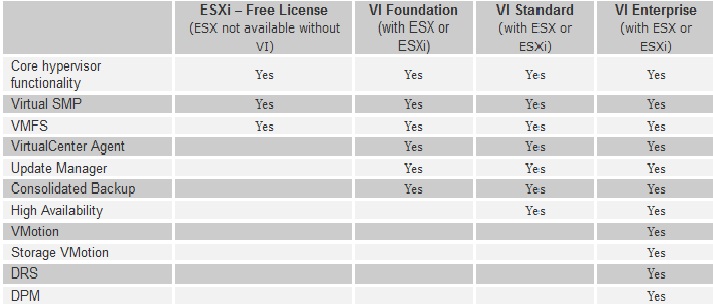 ESXi – Free License
(ESX not available without
VI)
VI Foundation
(with ESX or
ESXi)
VI Standard
(with ESX or
ESXi)
VI Enterprise
(with ESX or
ESXi)
Core hypervisor
functionality
Yes Yes Yes Yes
Virtual SMP Yes Yes Yes Yes
VMFS Yes Yes Yes Yes
VirtualCenter Agent Yes Yes Yes
Update Manager Yes Yes Yes
Consolidated Backup Yes Yes Yes
High Availability Yes Yes
VMotion Yes
Storage VMotion Yes
DRS Yes
DPM Yes